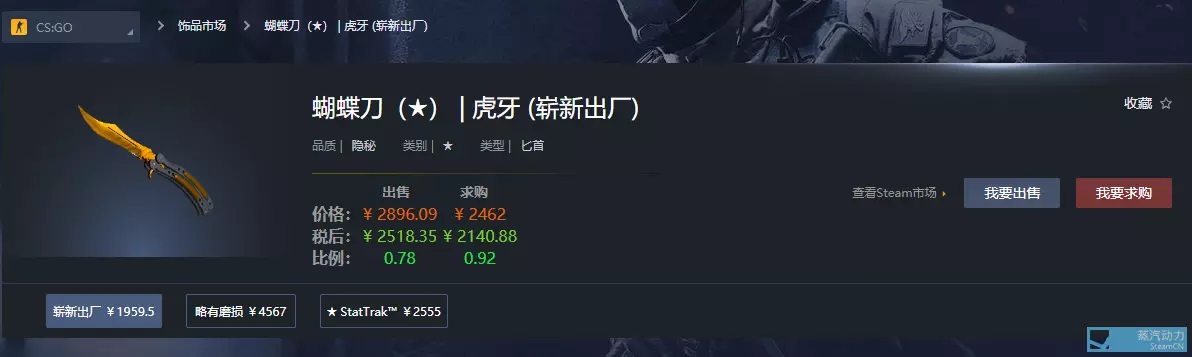 CS:GO > 饰品市场 > 蝴蝶刀（★） | 虎牙 (崭新出厂)
蝴蝶刀（★） | 虎牙 (崭新出厂)
收藏 ☆
品质 | 隐秘 类别 | ★ 类型 | 匕首
出售 求购
价格: ¥ 2896.09 ¥ 2462
税后: ¥ 2518.35 ¥ 2140.88
比例: 0.78 0.92
查看Steam市场 我要出售 我要求购
崭新出厂 ¥1959.5 略有磨损 ¥4567 ★ StatTrak™ ¥2555
蒸汽动力
SteamCN